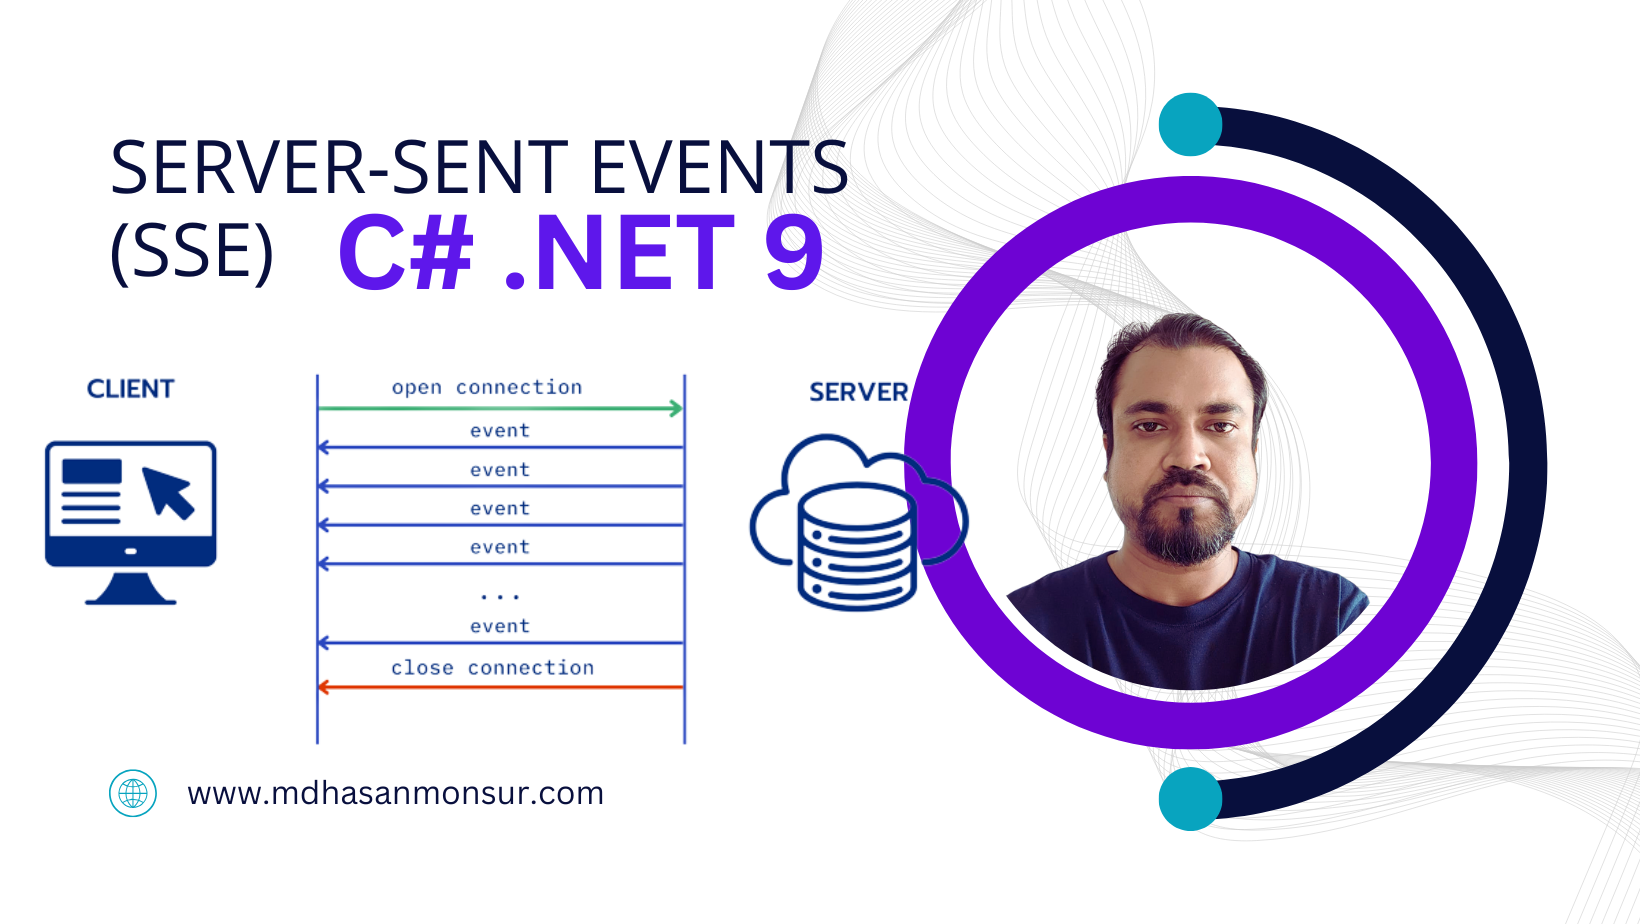 SERVER-SENT EVENTS
(SSE) C# .NET 9
CLIENT
SERVER
open connection
event
event
event
event
...
event
close connection
www.mdhasanmonsur.com